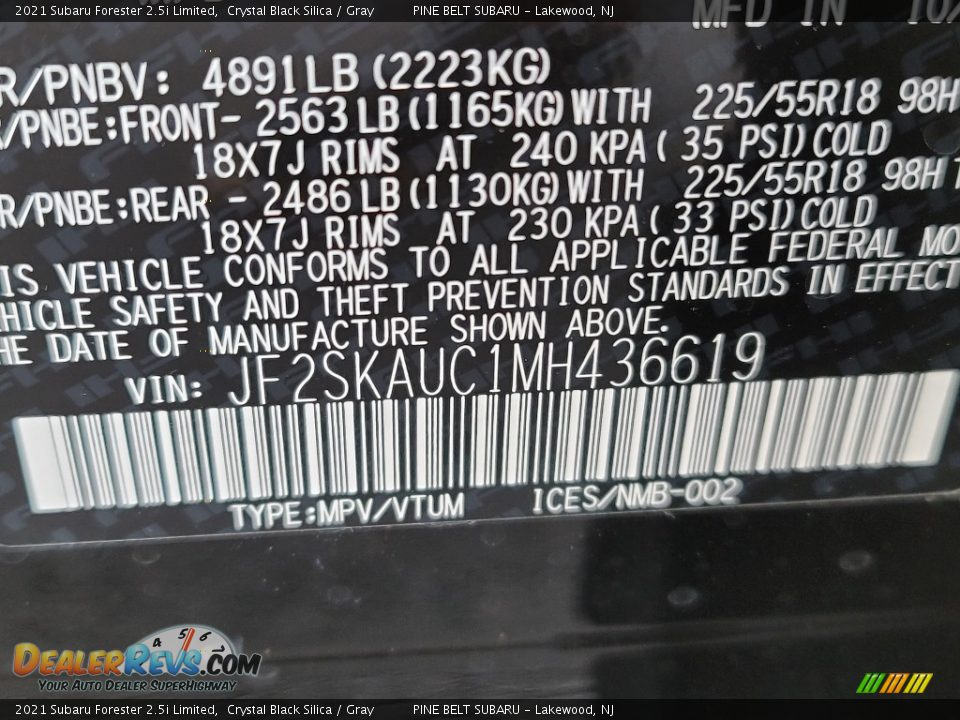 2021 Subaru Forester 2.5i Limited,  Crystal Black Silica / Gray PINE BELT SUBARU - Lakewood, NJ
MFD IN 10/
R/PNBV: 4891LB (2223KG)
/PNBE:FRONT- 2563 LB (1165KG) WITH 225/55R18 98H
18X7J RIMS AT 240 KPA ( 35 PSI) COLD
R/PNBE:REAR - 2486 LB (1130KG) WITH 225/55R18 98H
18X7J RIMS AT 230 KPA ( 33 PSI) COLD
IS VEHICLE CONFORMS TO ALL APPLICABLE FEDERAL MO
HICLE SAFETY AND THEFT PREVENTION STANDARDS IN EFFECT
HE DATE OF MANUFACTURE SHOWN ABOVE.
VIN: JF2SKAUC1MH436619
TYPE:MPV/VTUM ICES/NMB-002
4 5 6
DEALERREVS.COM
YOUR AUTO DEALER SUPERHIGHWAY
2021 Subaru Forester 2.5i Limited,  Crystal Black Silica / Gray PINE BELT SUBARU - Lakewood, NJ